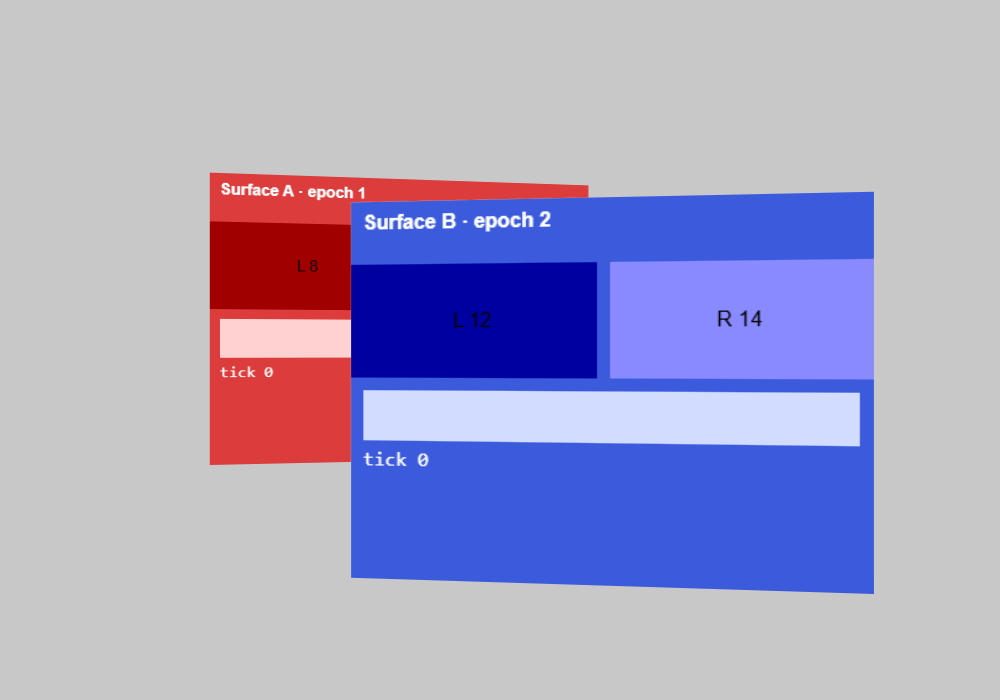 Surface A · epoch 1
L 8
tick 0
Surface B · epoch 2
L 12
R 14
tick 0